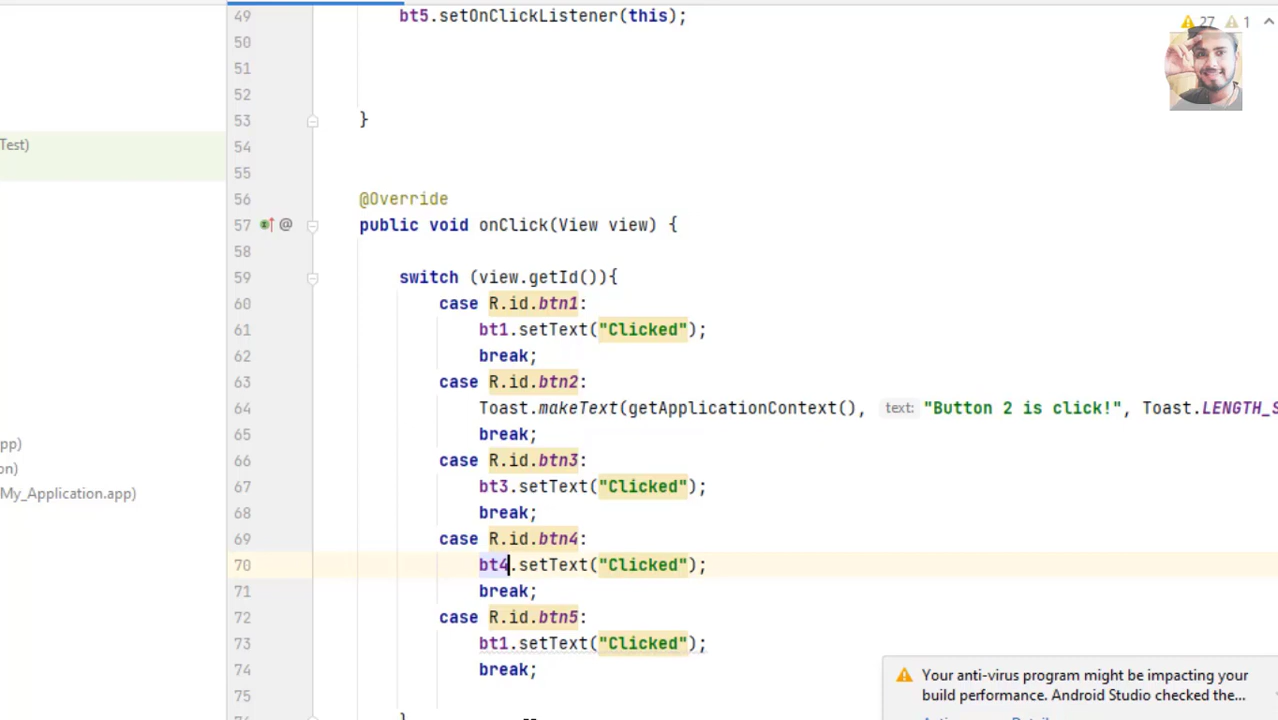 49 bt5.setOnClickListener(this);
27 1
50
51
52
53 }
Test)
54
55
56 @Override
57 @ public void onClick(View view) {
58
59 switch (view.getId()){
60 case R.id.btn1:
61 bt1.setText("Clicked");
62 break;
63 case R.id.btn2:
64 Toast.makeText(getApplicationContext(), text: "Button 2 is click!", Toast.LENGTH_S
65 break;
pp)
66 case R.id.btn3:
on)
67 bt3.setText("Clicked");
My_Application.app)
68 break;
69 case R.id.btn4:
70 bt4.setText("Clicked");
71 break;
72 case R.id.btn5:
73 bt1.setText("Clicked");
74 break;
75
Your anti-virus program might be impacting your
build performance. Android Studio checked the...
}